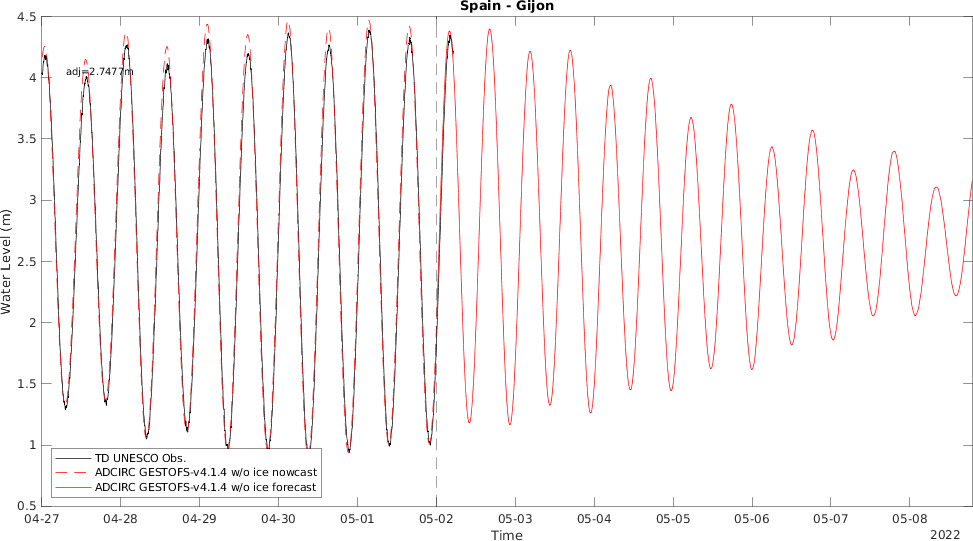 Spain - Gijon
4.5
4
3.5
3
2.5
2
1.5
1
0.5
Water Level (m)
adj=2.7477m
TD UNESCO Obs.
ADCIRC GESTOFS-v4.1.4 w/o ice nowcast
ADCIRC GESTOFS-v4.1.4 w/o ice forecast
04-27 04-28 04-29 04-30 05-01 05-02 05-03 05-04 05-05 05-06 05-07 05-08
Time
2022